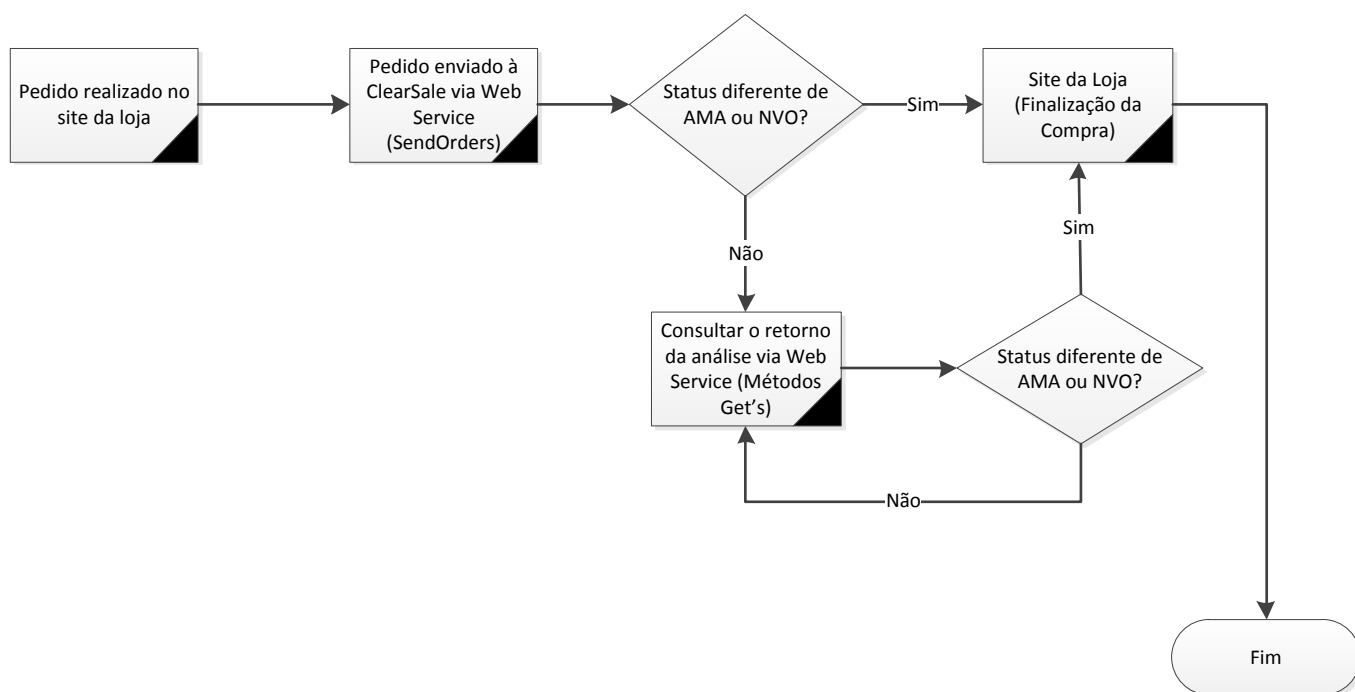 Pedido realizado no
site da loja
Pedido enviado à
ClearSale via Web
Service
(SendOrders)
Status diferente de
AMA ou NVO?
Sim
Site da Loja
(Finalização da
Compra)
Não
Sim
Consultar o retorno
da análise via Web
Service (Métodos
Get’s)
Status diferente de
AMA ou NVO?
Não
Fim